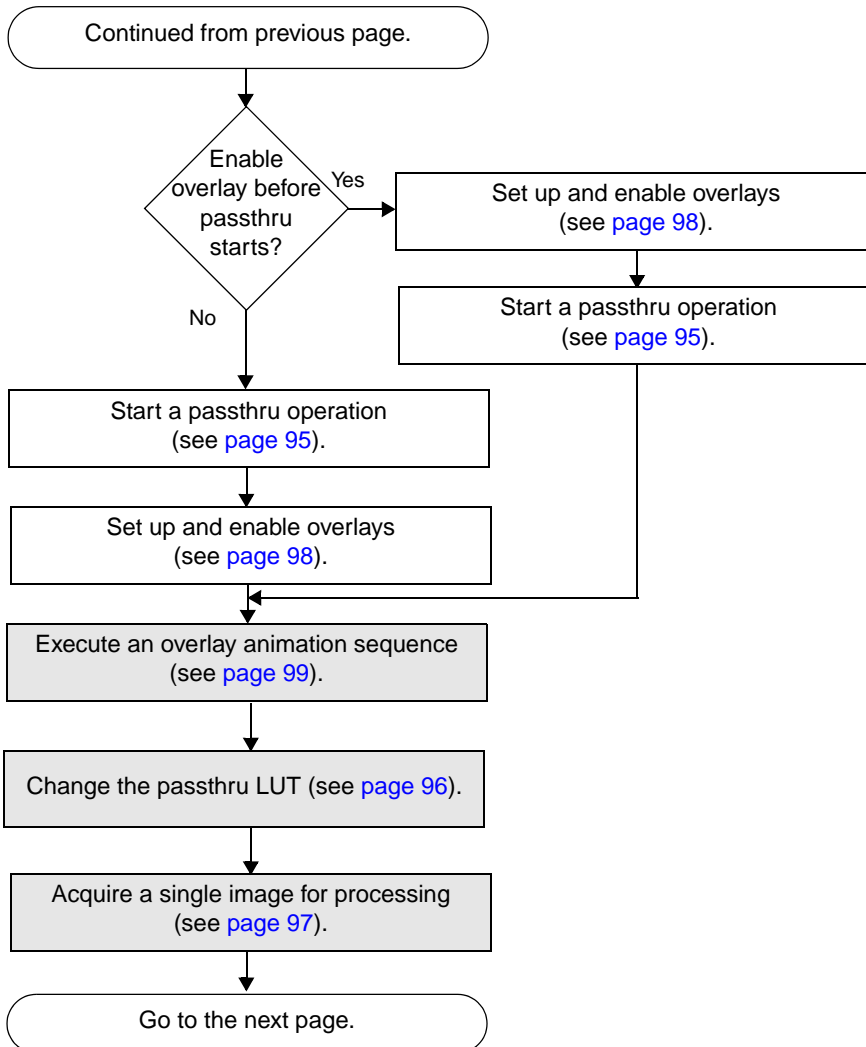 Continued from previous page.
Enable
overlay before
passthru
starts?
Yes
Set up and enable overlays
(see page 98).
Start a passthru operation
(see page 95).
No
Start a passthru operation
(see page 95).
Set up and enable overlays
(see page 98).
Execute an overlay animation sequence
(see page 99).
Change the passthru LUT (see page 96).
Acquire a single image for processing
(see page 97).
Go to the next page.